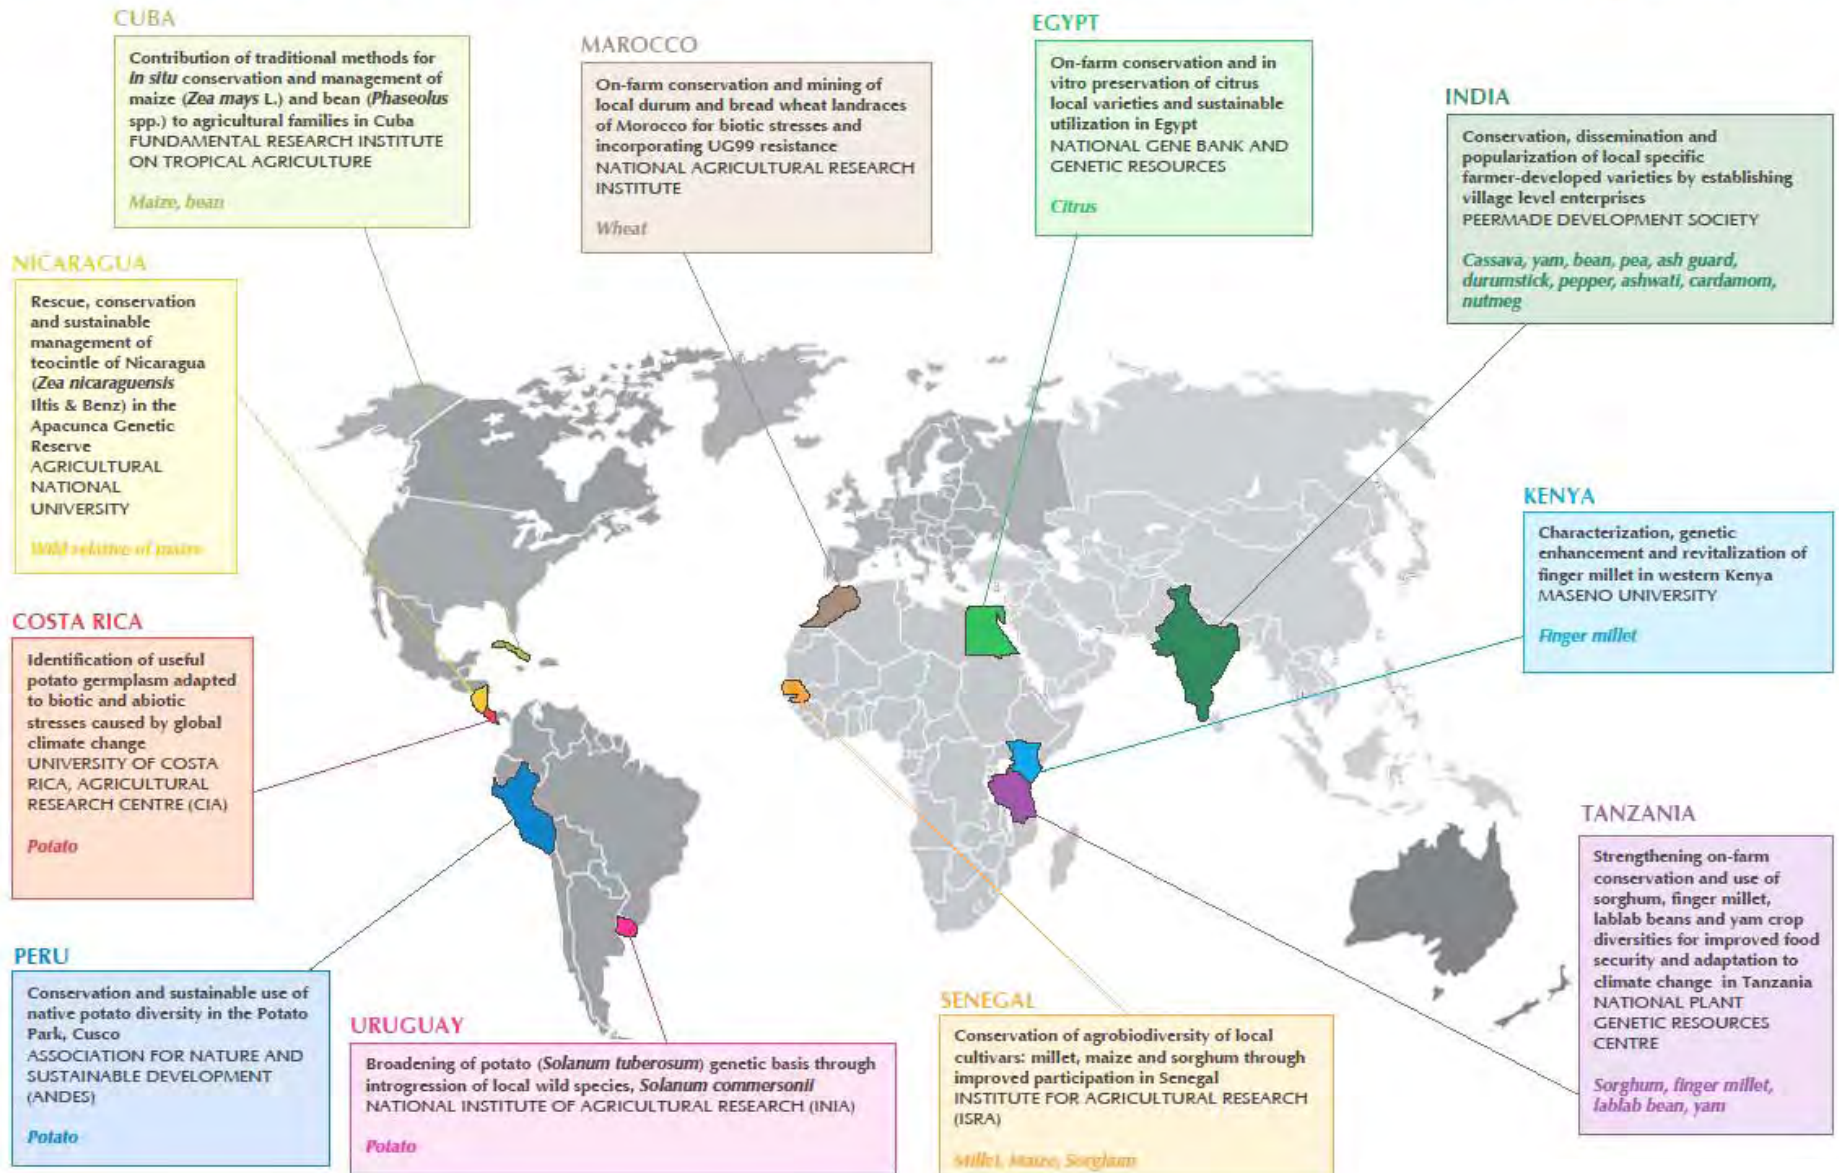 CUBA
Contribution of traditional methods for
in situ conservation and management of
maize (Zea mays L.) and bean (Phaseolus
spp.) to agricultural families in Cuba
FUNDAMENTAL RESEARCH INSTITUTE
ON TROPICAL AGRICULTURE
Maize, bean
MAROCCO
On-farm conservation and mining of
local durum and bread wheat landraces
of Morocco for biotic stresses and
incorporating UG99 resistance
NATIONAL AGRICULTURAL RESEARCH
INSTITUTE
Wheat
EGYPT
On-farm conservation and in
vitro preservation of citrus
local varieties and sustainable
utilization in Egypt
NATIONAL GENE BANK AND
GENETIC RESOURCES
Citrus
INDIA
Conservation, dissemination and
popularization of local specific
farmer-developed varieties by establishing
village level enterprises
PEERMADE DEVELOPMENT SOCIETY
Cassava, yam, bean, pea, ash guard,
durumstick, pepper, ashwati, cardamom,
nutmeg
NICARAGUA
Rescue, conservation
and sustainable
management of
teocintle of Nicaragua
(Zea nicaraguensis
Iltis & Benz) in the
Apacunca Genetic
Reserve
AGRICULTURAL
NATIONAL
UNIVERSITY
Wild relative of maize
KENYA
Characterization, genetic
enhancement and revitalization of
finger millet in western Kenya
MASENO UNIVERSITY
Finger millet
COSTA RICA
Identification of useful
potato germplasm adapted
to biotic and abiotic
stresses caused by global
climate change
UNIVERSITY OF COSTA
RICA, AGRICULTURAL
RESEARCH CENTRE (CIA)
Potato
TANZANIA
Strengthening on-farm
conservation and use of
sorghum, finger millet,
lablab beans and yam crop
diversities for improved food
security and adaptation to
climate change in Tanzania
NATIONAL PLANT
GENETIC RESOURCES
CENTRE
Sorghum, finger millet,
lablab bean, yam
PERU
Conservation and sustainable use of
native potato diversity in the Potato
Park, Cusco
ASSOCIATION FOR NATURE AND
SUSTAINABLE DEVELOPMENT
(ANDES)
Potato
URUGUAY
Broadening of potato (Solanum tuberosum) genetic basis through
introgression of local wild species, Solanum commersonii
NATIONAL INSTITUTE OF AGRICULTURAL RESEARCH (INIA)
Potato
SENEGAL
Conservation of agrobiodiversity of local
cultivars: millet, maize and sorghum through
improved participation in Senegal
INSTITUTE FOR AGRICULTURAL RESEARCH
(ISRA)
Millet, Maize, Sorghum